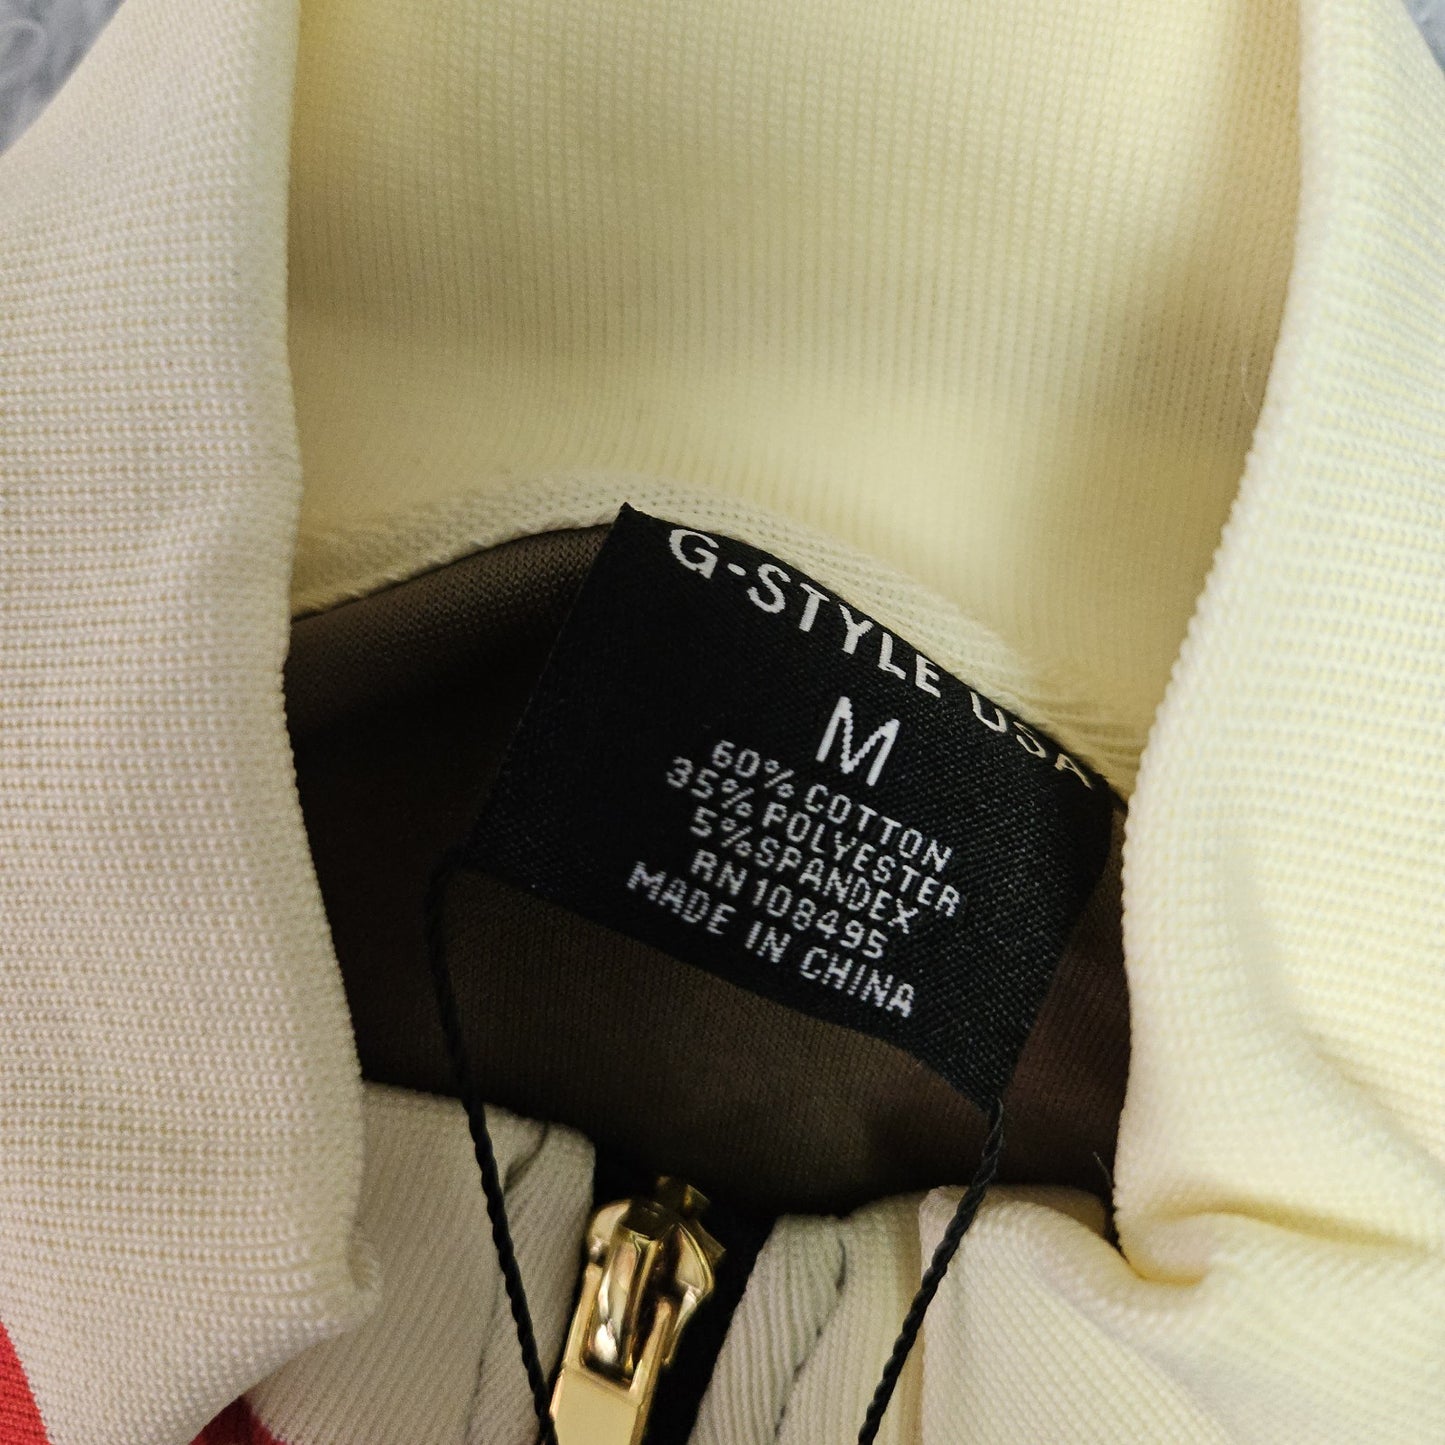 G-STYLE USA
M
60% COTTON
35% POLYESTER
5%SPANDEX
RN 108495
MADE IN CHINA